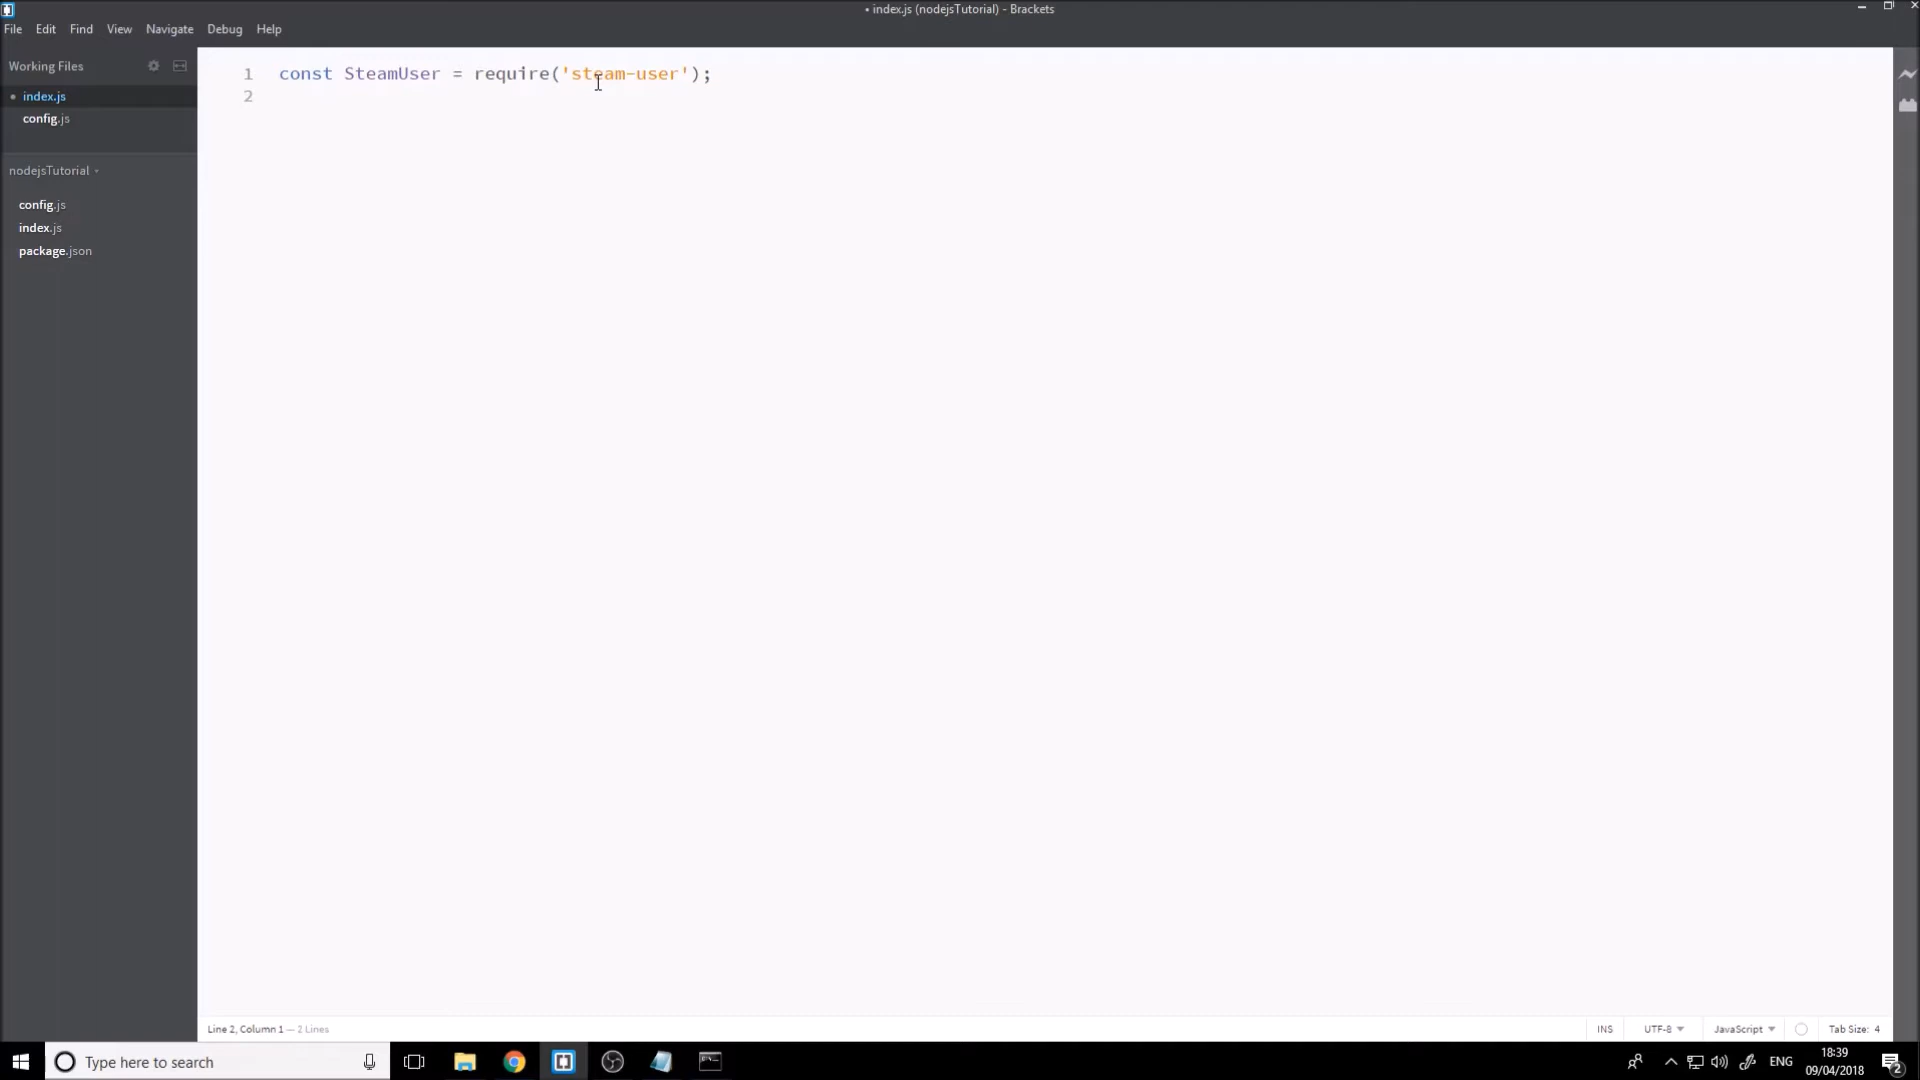 • index.js (nodejsTutorial) - Brackets
File Edit Find View Navigate Debug Help
Working Files
• index.js
config.js
nodejsTutorial
config.js
index.js
package.json
1 const SteamUser = require('steam-user');
2
Line 2, Column 1 — 2 Lines
INS UTF-8 JavaScript Tab Size: 4
Type here to search
ENG
18:39
09/04/2018
2